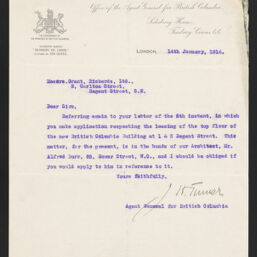 Office of the Agent General for British Columbia
Salisbury House,
Finsbury Circus, E.C.
LONDON, 14th January, 1914.
Messrs. Grant, Richards, Ltd.,
8, Carlton Street,
Regent Street, S.W.
Dear Sirs,
Referring again to your letter of the 8th instant, in which
you make application respecting the leasing of the top floor of
the new British Columbia Building at 1 & 3 Regent Street. This
matter, for the present, is in the hands of our Architect, Mr.
Alfred Burr, Gower Street, W.C., and I should be obliged if
you would apply to him in reference to it.
Yours faithfully,
J H Turner
Agent General for British Columbia